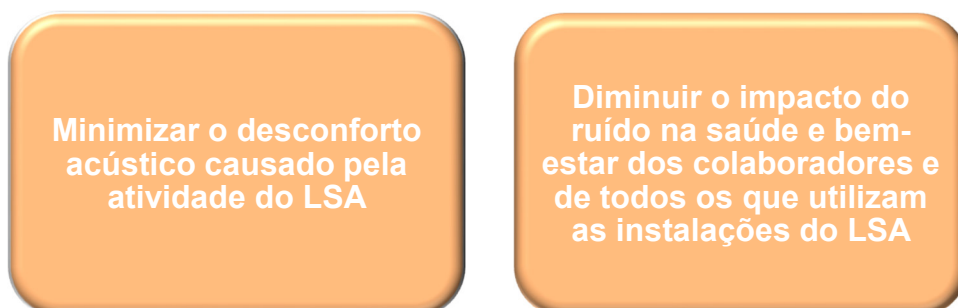 Minimizar o desconforto
acústico causado pela
atividade do LSA
Diminuir o impacto do
ruído na saúde e bem-
estar dos colaboradores e
de todos os que utilizam
as instalações do LSA